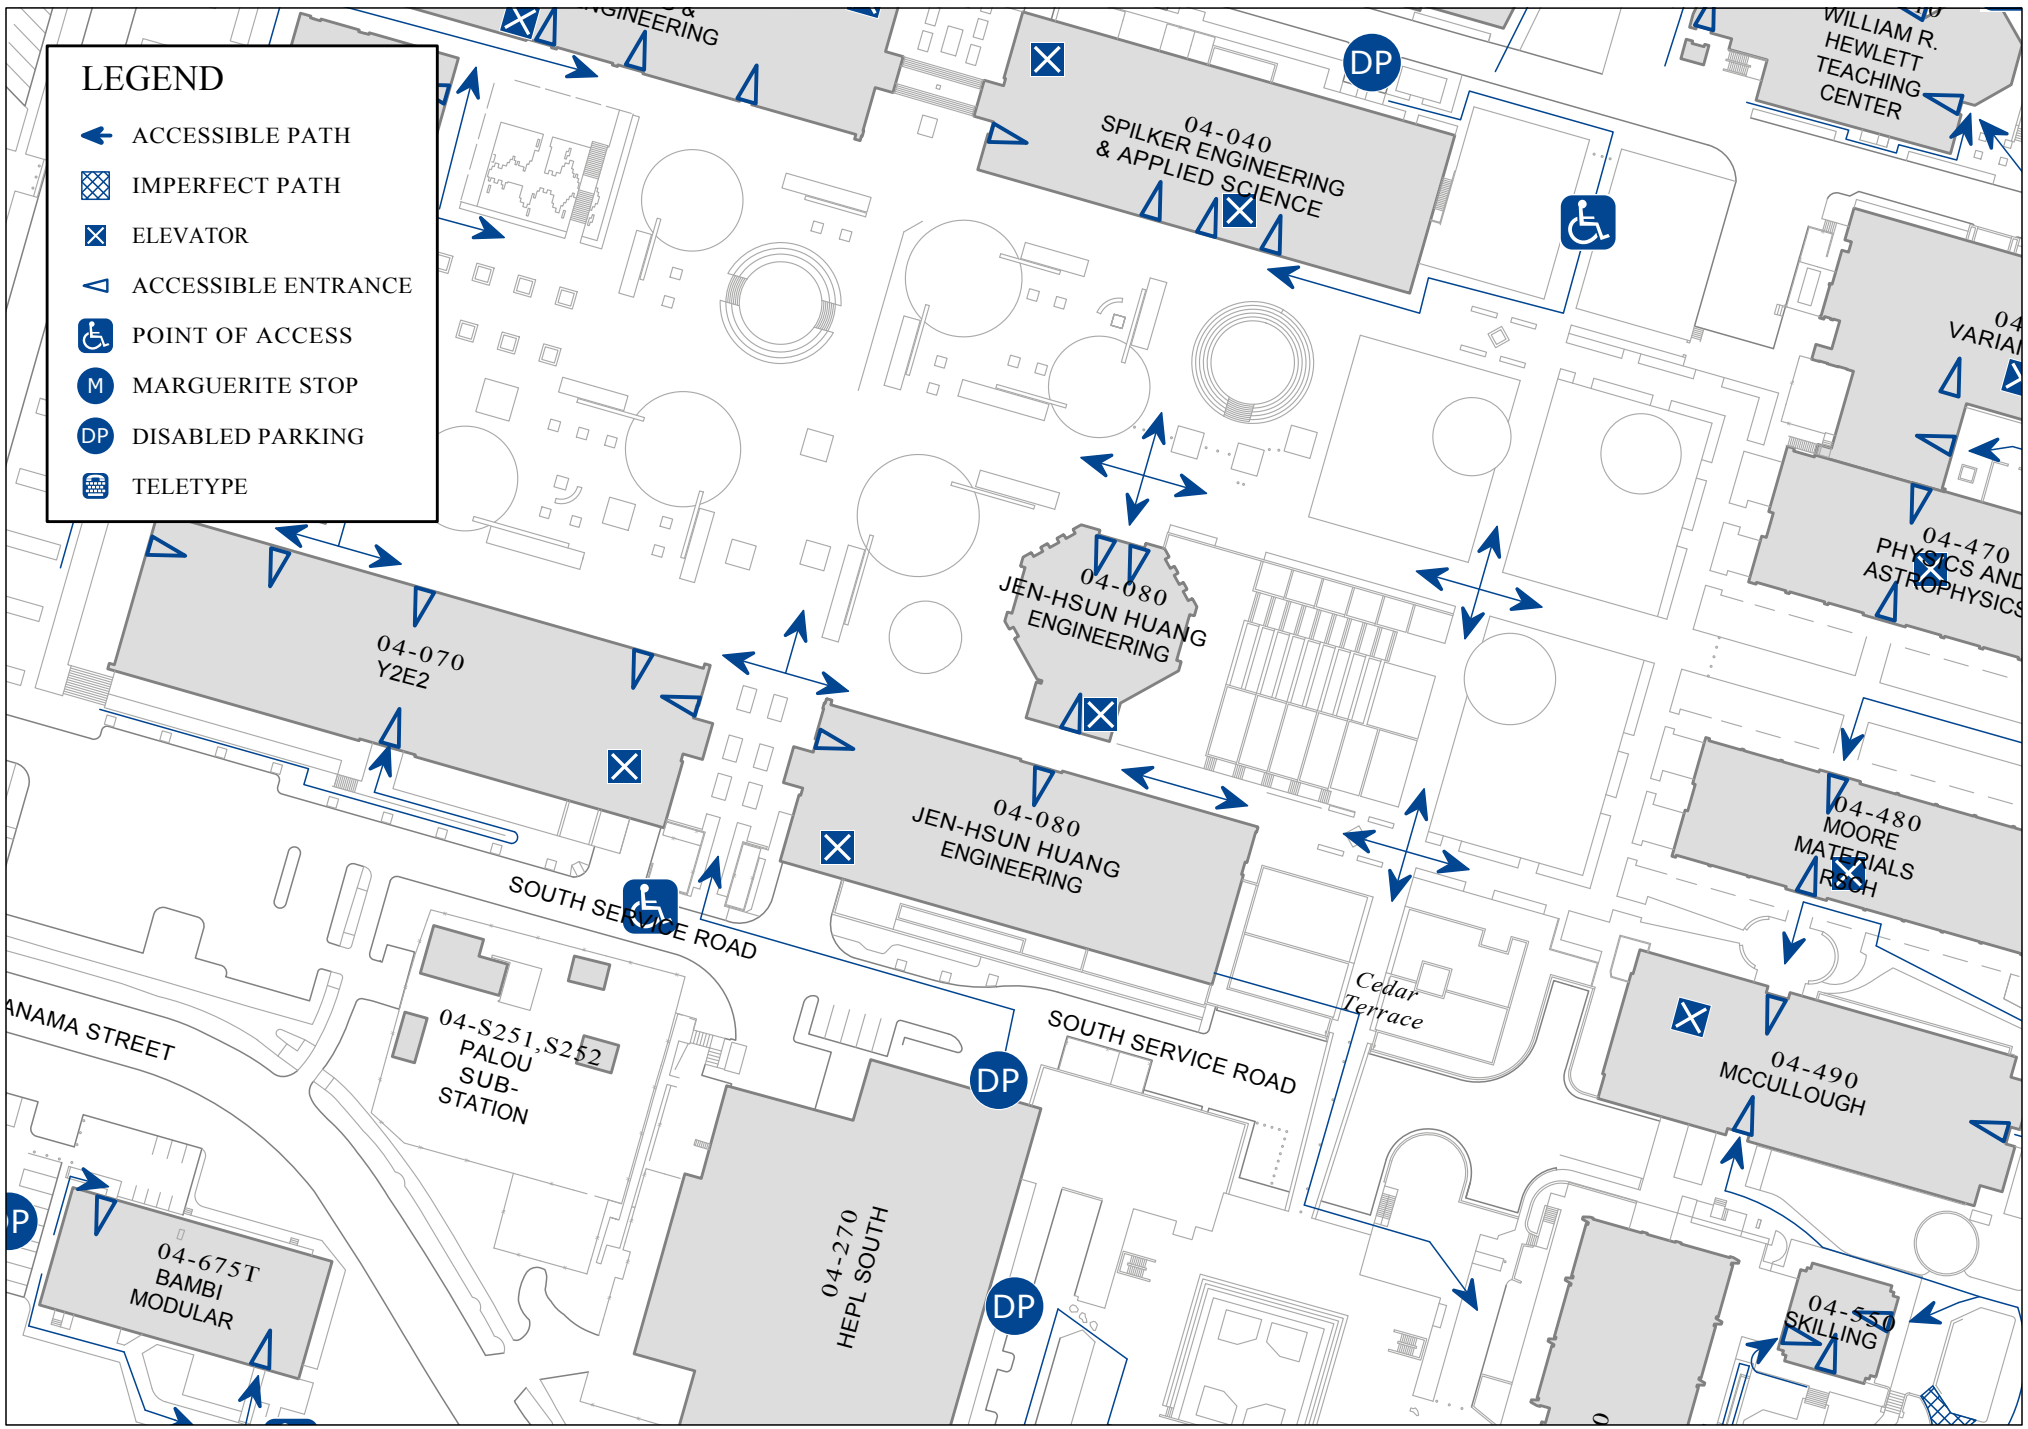 LEGEND
ACCESSIBLE PATH
IMPERFECT PATH
ELEVATOR
ACCESSIBLE ENTRANCE
POINT OF ACCESS
M
MARGUERITE STOP
DP
DISABLED PARKING
TELETYPE
&
NGINEERING
04-040
SPILKER ENGINEERING
& APPLIED SCIENCE
DP
WILLIAM R.
HEWLETT
TEACHING
CENTER
04
VARIA
04-470
PHYSICS AND
ASTROPHYSICS
04-080
JEN-HSUN HUANG
ENGINEERING
04-070
Y2E2
04-080
JEN-HSUN HUANG
ENGINEERING
04-480
MOORE
MATERIALS
RSCH
SOUTH SERVICE ROAD
Cedar
Terrace
SOUTH SERVICE ROAD
ANAMA STREET
04-S251,S252
PALOU
SUB-
STATION
DP
04-490
MCCULLOUGH
04-270
HEPL SOUTH
DP
DP
04-675T
BAMBI
MODULAR
04-550
SKILLING
0